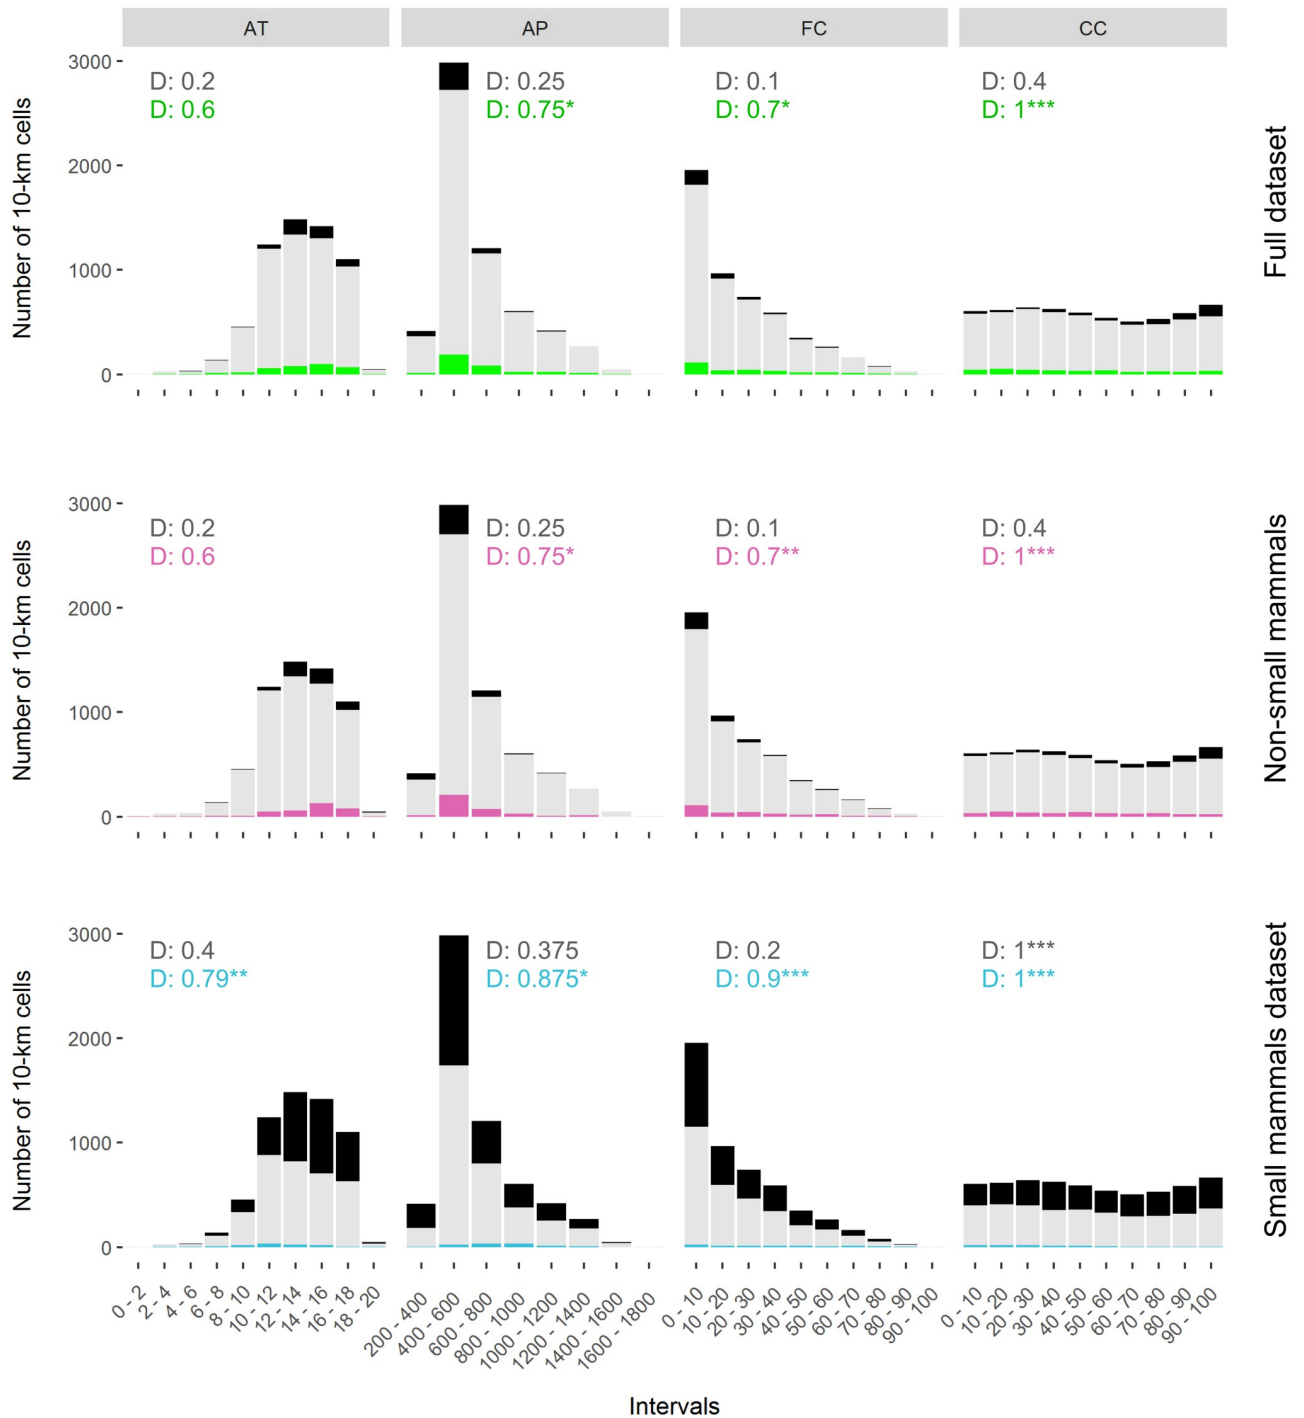 AT AP FC CC
Full dataset
Number of 10-km cells
3000
2000
1000
0
D: 0.2
D: 0.6
D: 0.25
D: 0.75*
D: 0.1
D: 0.7*
D: 0.4
D: 1***
Non-small mammals
Number of 10-km cells
3000
2000
1000
0
D: 0.2
D: 0.6
D: 0.25
D: 0.75*
D: 0.1
D: 0.7**
D: 0.4
D: 1***
Small mammals dataset
Number of 10-km cells
3000
2000
1000
0
D: 0.4
D: 0.79**
D: 0.375
D: 0.875*
D: 0.2
D: 0.9***
D: 1***
D: 1***
0 - 2
2 - 4
4 - 6
6 - 8
8 - 10
10 - 12
12 - 14
14 - 16
16 - 18
18 - 20
200 - 400
400 - 600
600 - 800
800 - 1000
1000 - 1200
1200 - 1400
1400 - 1600
1600 - 1800
0 - 10
10 - 20
20 - 30
30 - 40
40 - 50
50 - 60
60 - 70
70 - 80
80 - 90
90 - 100
0 - 10
10 - 20
20 - 30
30 - 40
40 - 50
50 - 60
60 - 70
70 - 80
80 - 90
90 - 100
Intervals